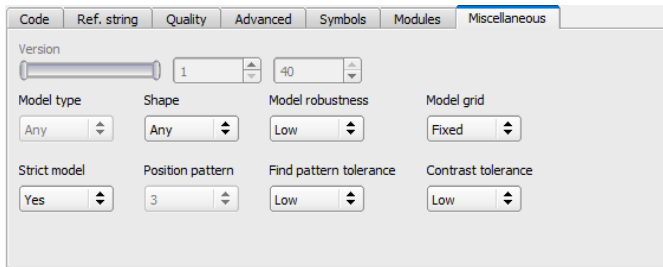 Code Ref. string Quality Advanced Symbols Modules Miscellaneous
Version
1 40
Model type Shape Model robustness Model grid
Any Any Low Fixed
Strict model Position pattern Find pattern tolerance Contrast tolerance
Yes 3 Low Low